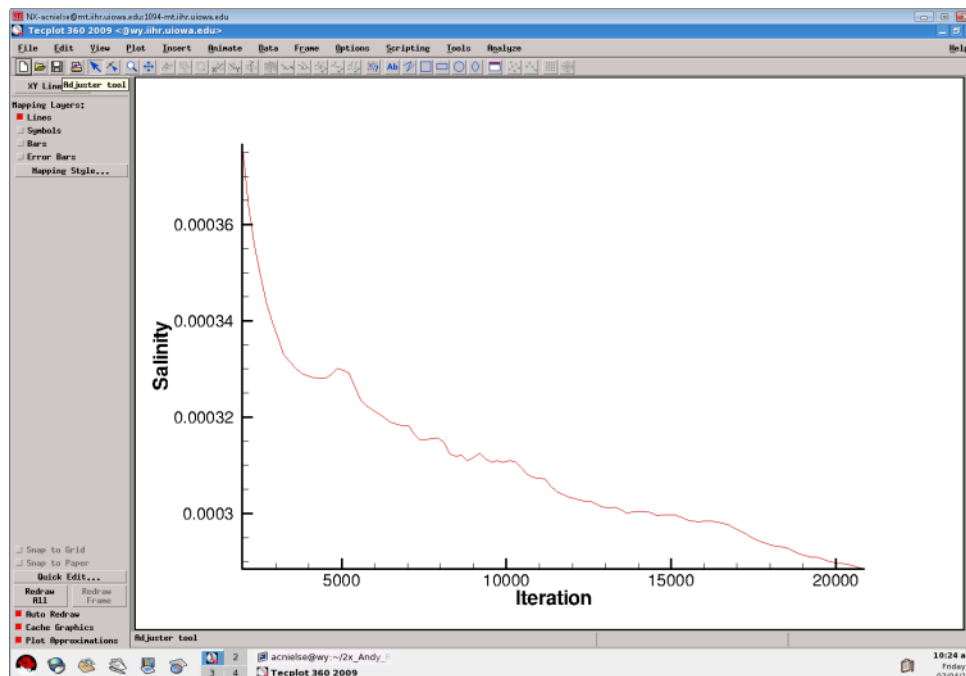 NX-acnielse@mt.iihr.uiowa.edu:1094-mt.iihr.uiowa.edu
Tecplot 360 2009 <@wy.iihr.uiowa.edu>
File Edit View Plot Insert Animate Data Frame Options Scripting Tools Analyze Help
XY Line Adjuster tool
Mapping Layers:
Lines
Symbols
Bars
Error Bars
Mapping Style...
Salinity
0.00036
0.00034
0.00032
0.0003
5000 10000 15000 20000
Iteration
Snap to Grid
Snap to Paper
Quick Edit...
Redraw All
Redraw Frame
Auto Redraw
Cache Graphics
Plot Approximations
Adjuster tool
2
3 4
acnielse@wy:~/2x_Andy_
Tecplot 360 2009
10:24 a
Friday